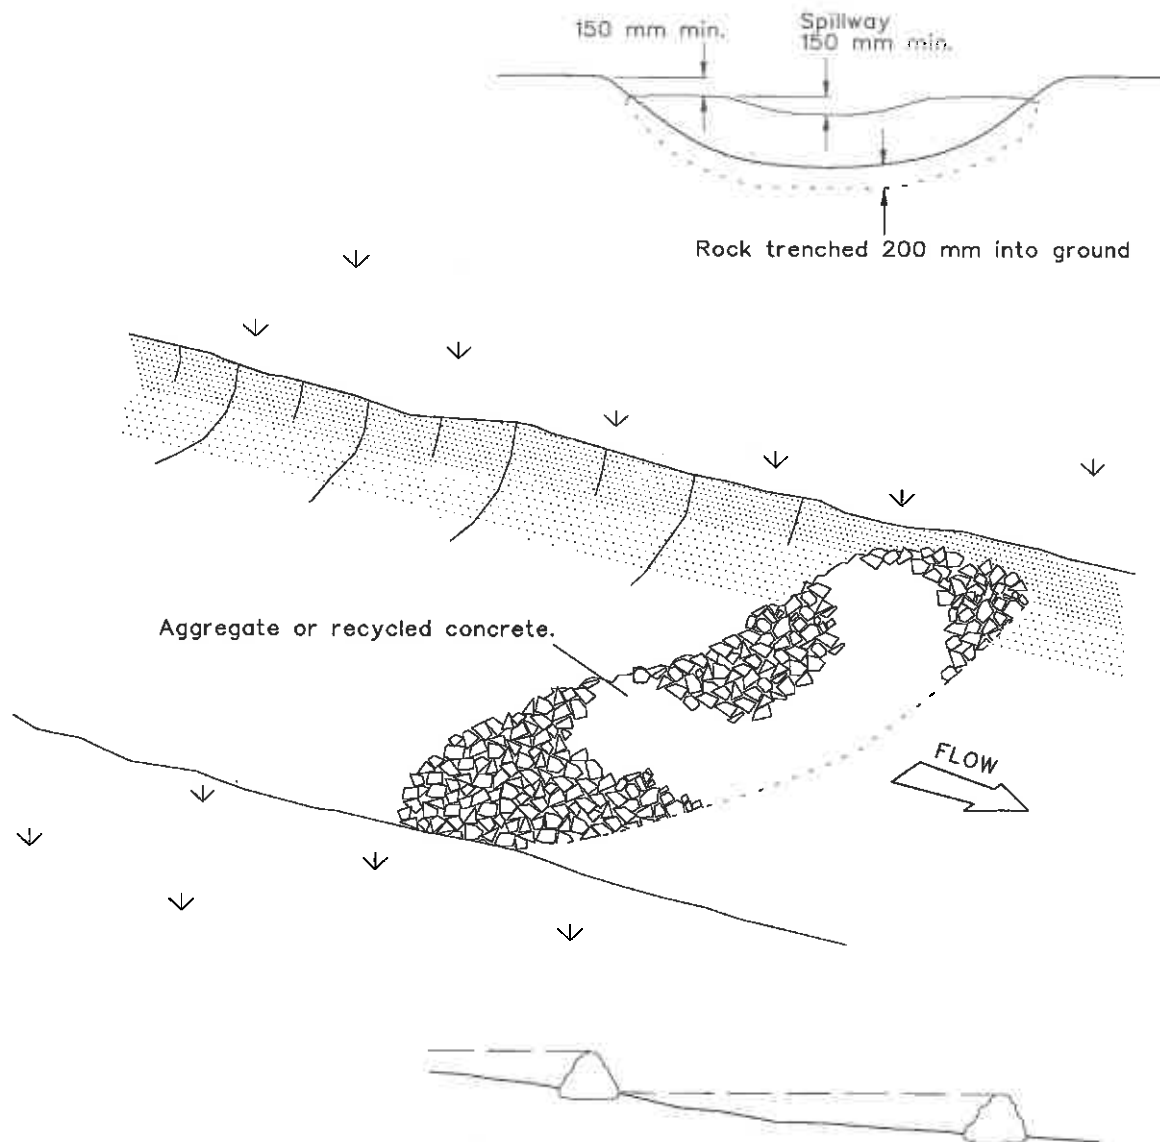 150 mm min.
Spillway
150 mm min.
Rock trenched 200 mm into ground
Aggregate or recycled concrete.
FLOW